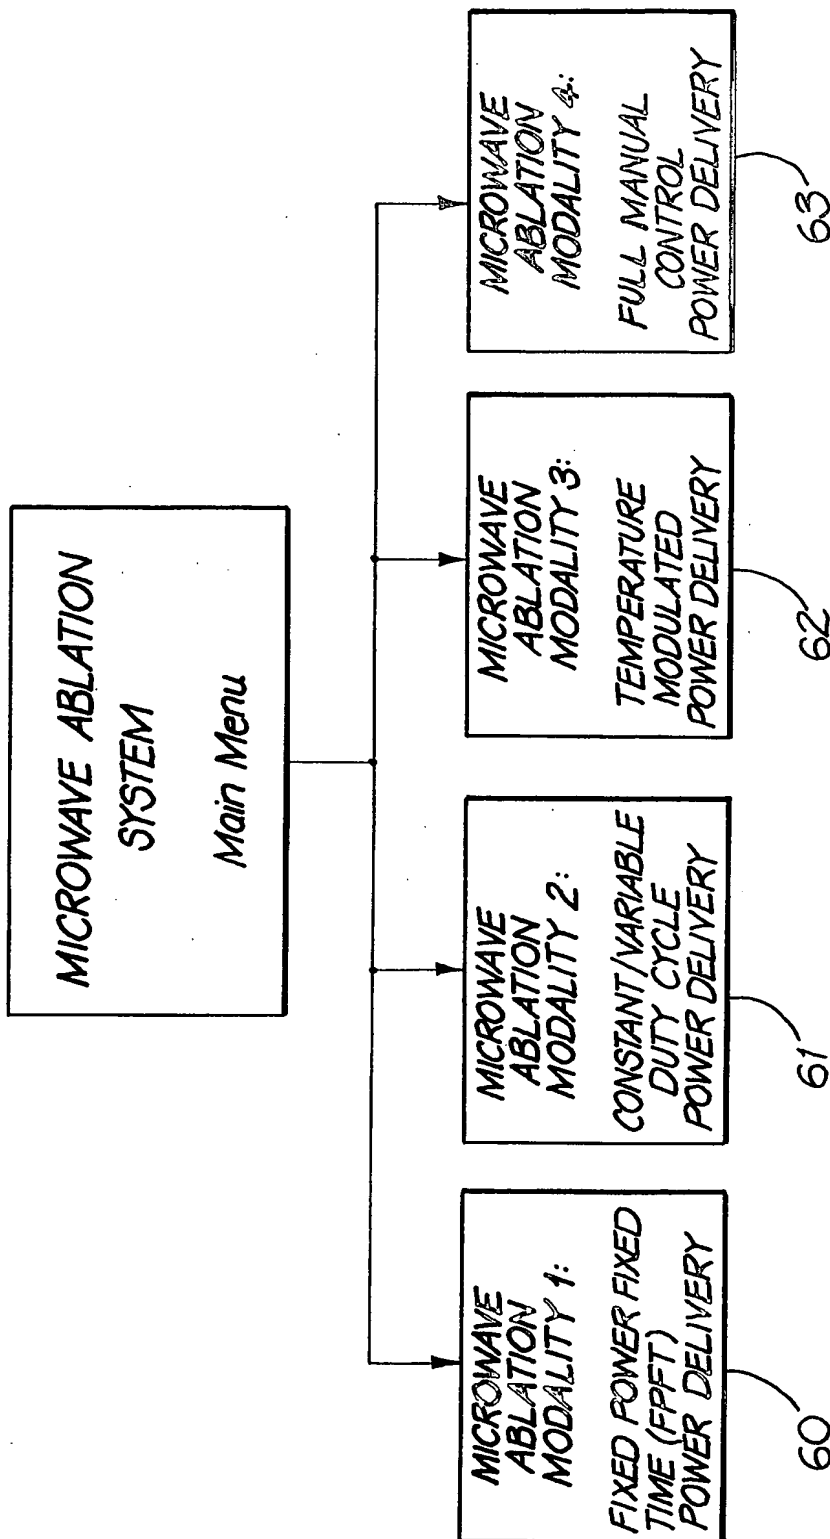 MICROWAVE ABLATION
SYSTEM
Main Menu
MICROWAVE
ABLATION
MODALITY 1:
FIXED POWER FIXED
TIME (FPFT)
POWER DELIVERY
60
MICROWAVE
ABLATION
MODALITY 2:
CONSTANT/VARIABLE
DUTY CYCLE
POWER DELIVERY
61
MICROWAVE
ABLATION
MODALITY 3:
TEMPERATURE
MODULATED
POWER DELIVERY
62
MICROWAVE
ABLATION
MODALITY 4:
FULL MANUAL
CONTROL
POWER DELIVERY
63